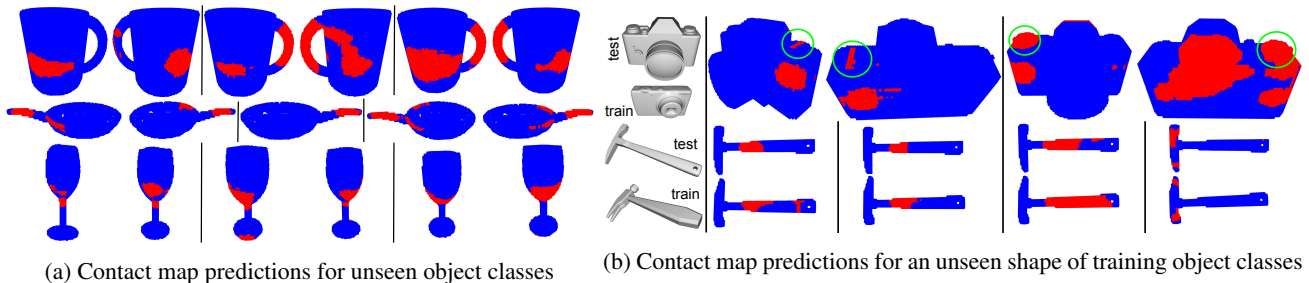 test
train
test
train
(a) Contact map predictions for unseen object classes
(b) Contact map predictions for an unseen shape of training object classes